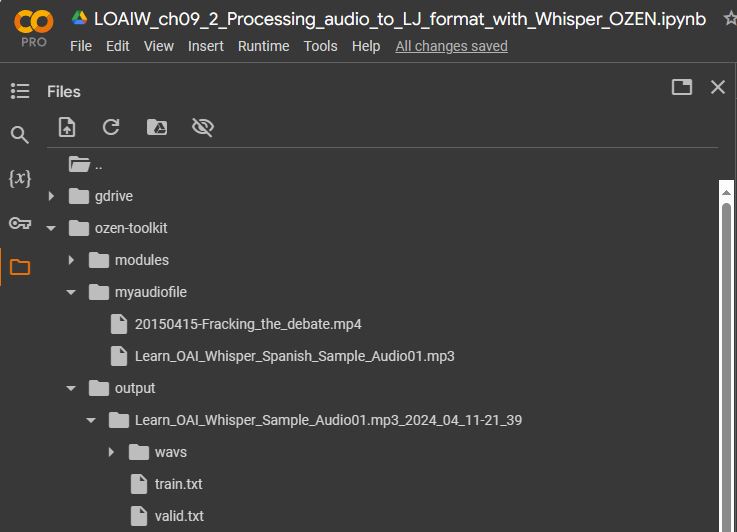 LOAIW_ch09_2_Processing_audio_to_LJ_format_with_Whisper_OZEN.ipynb
PRO
File Edit View Insert Runtime Tools Help All changes saved
Files
..
{x}
gdrive
ozen-toolkit
modules
myaudiofile
20150415-Fracking_the_debate.mp4
Learn_OAI_Whisper_Spanish_Sample_Audio01.mp3
output
Learn_OAI_Whisper_Sample_Audio01.mp3_2024_04_11-21_39
wavs
train.txt
valid.txt